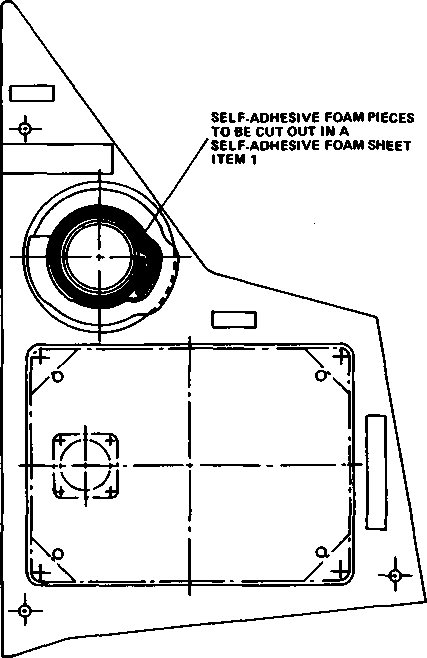 SELF-ADHESIVE FOAM PIECES
TO BE CUT OUT IN A
SELF-ADHESIVE FOAM SHEET
ITEM 1